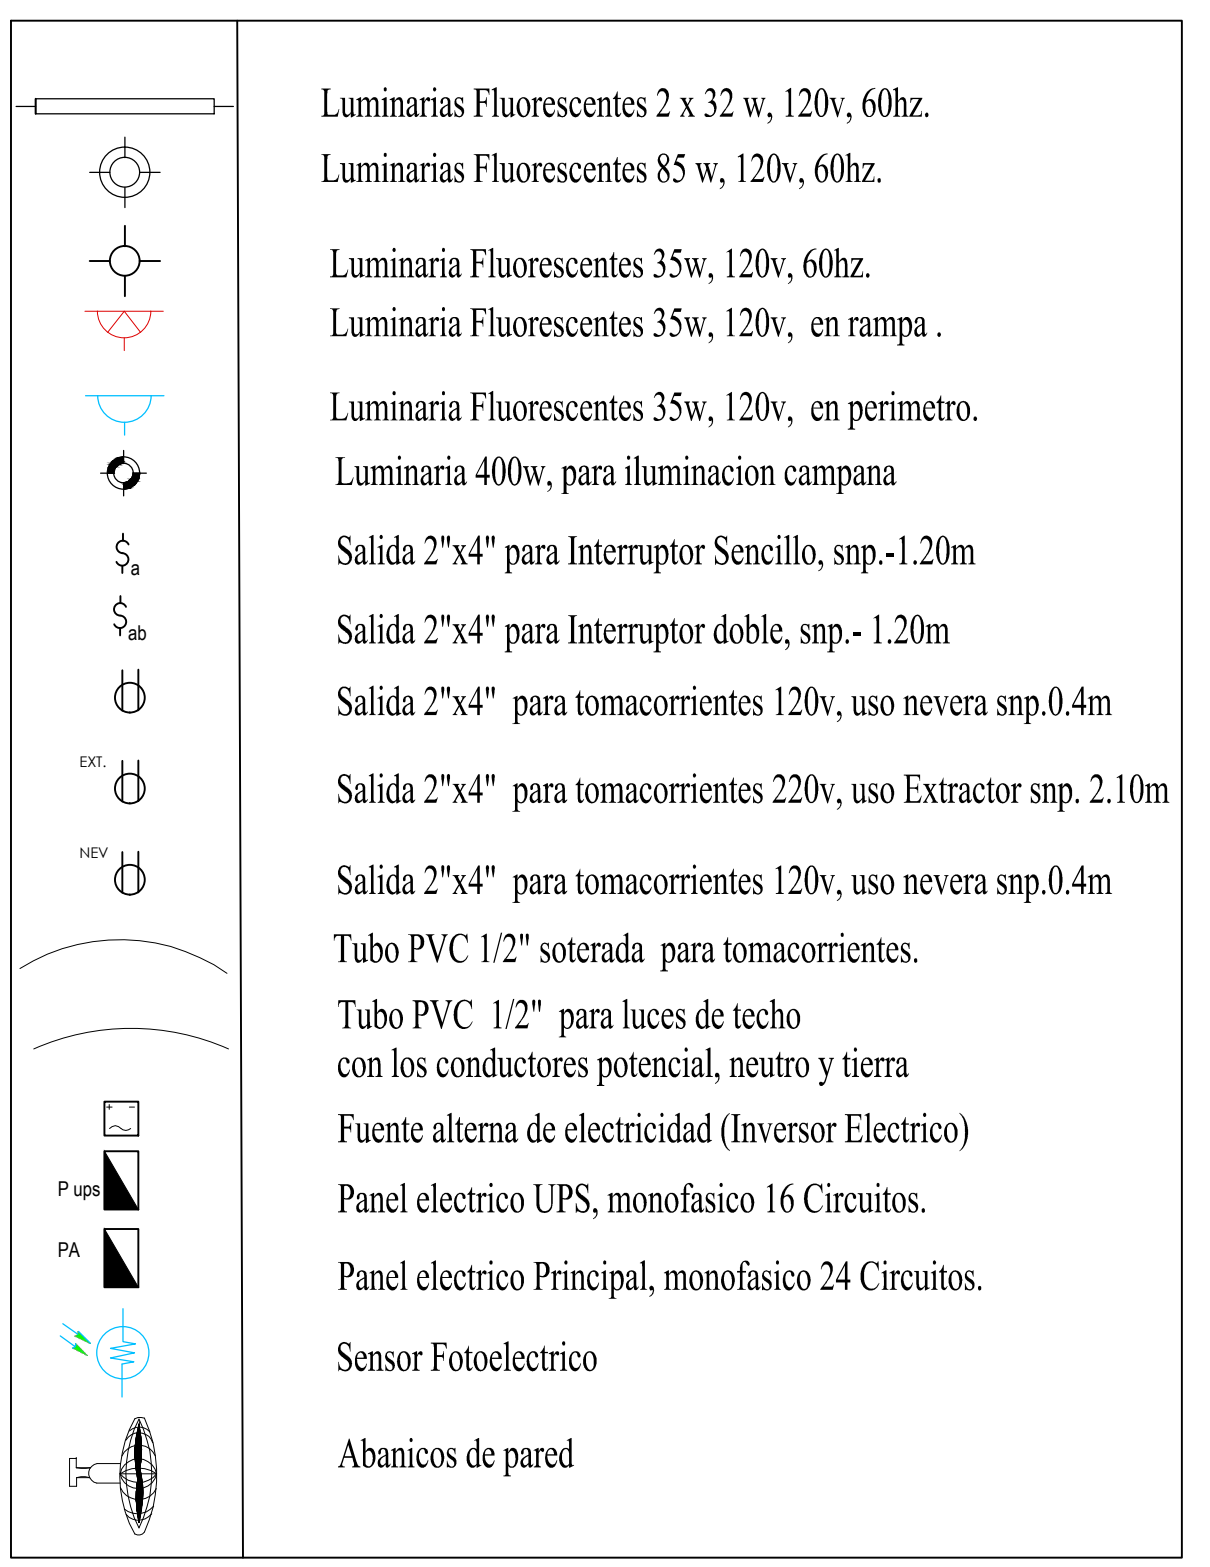 Luminarias Fluorescentes 2 x 32 w, 120v, 60hz.
Luminarias Fluorescentes 85 w, 120v, 60hz.
Luminaria Fluorescentes 35w, 120v, 60hz.
Luminaria Fluorescentes 35w, 120v,  en rampa .
Luminaria Fluorescentes 35w, 120v,  en perimetro.
Luminaria 400w, para iluminacion campana
$a Salida 2"x4" para Interruptor Sencillo, snp.-1.20m
$ab Salida 2"x4" para Interruptor doble, snp.- 1.20m
Salida 2"x4"  para tomacorrientes 120v, uso nevera snp.0.4m
EXT. Salida 2"x4"  para tomacorrientes 220v, uso Extractor snp. 2.10m
NEV Salida 2"x4"  para tomacorrientes 120v, uso nevera snp.0.4m
Tubo PVC 1/2" soterada  para tomacorrientes.
Tubo PVC  1/2"  para luces de techo
con los conductores potencial, neutro y tierra
Fuente alterna de electricidad (Inversor Electrico)
P ups Panel electrico UPS, monofasico 16 Circuitos.
PA Panel electrico Principal, monofasico 24 Circuitos.
Sensor Fotoelectrico
Abanicos de pared